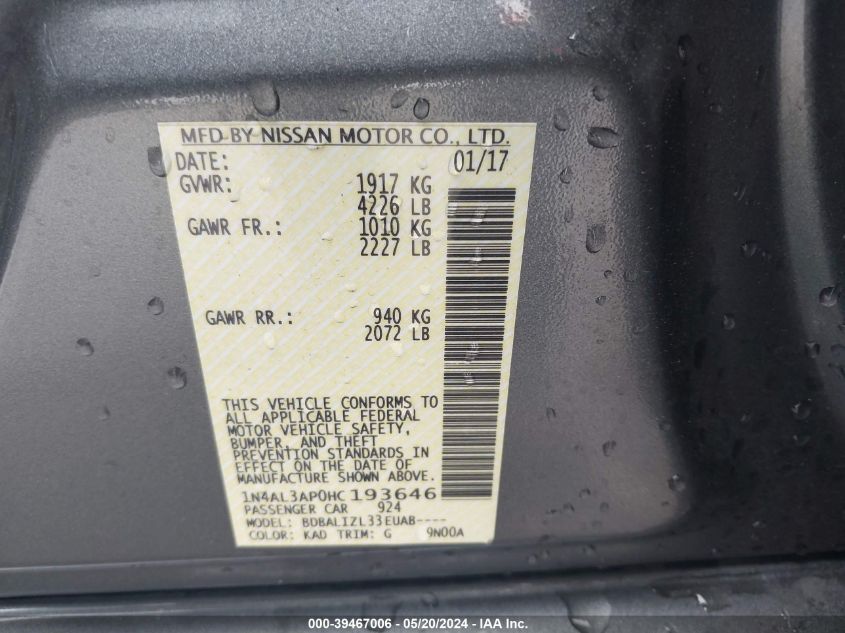 MFD BY NISSAN MOTOR CO., LTD.
DATE: 01/17
GVWR: 1917 KG
4226 LB
GAWR FR.: 1010 KG
2227 LB
GAWR RR.: 940 KG
2072 LB
THIS VEHICLE CONFORMS TO
ALL APPLICABLE FEDERAL
MOTOR VEHICLE SAFETY,
BUMPER, AND THEFT
PREVENTION STANDARDS IN
EFFECT ON THE DATE OF
MANUFACTURE SHOWN ABOVE.
1N4AL3AP0HC193646
PASSENGER CAR 924
MODEL: BDBALIZL33EUAB----
COLOR: KAD TRIM: G 9N00A
000-39467006 — 05/20/2024 - IAA Inc.